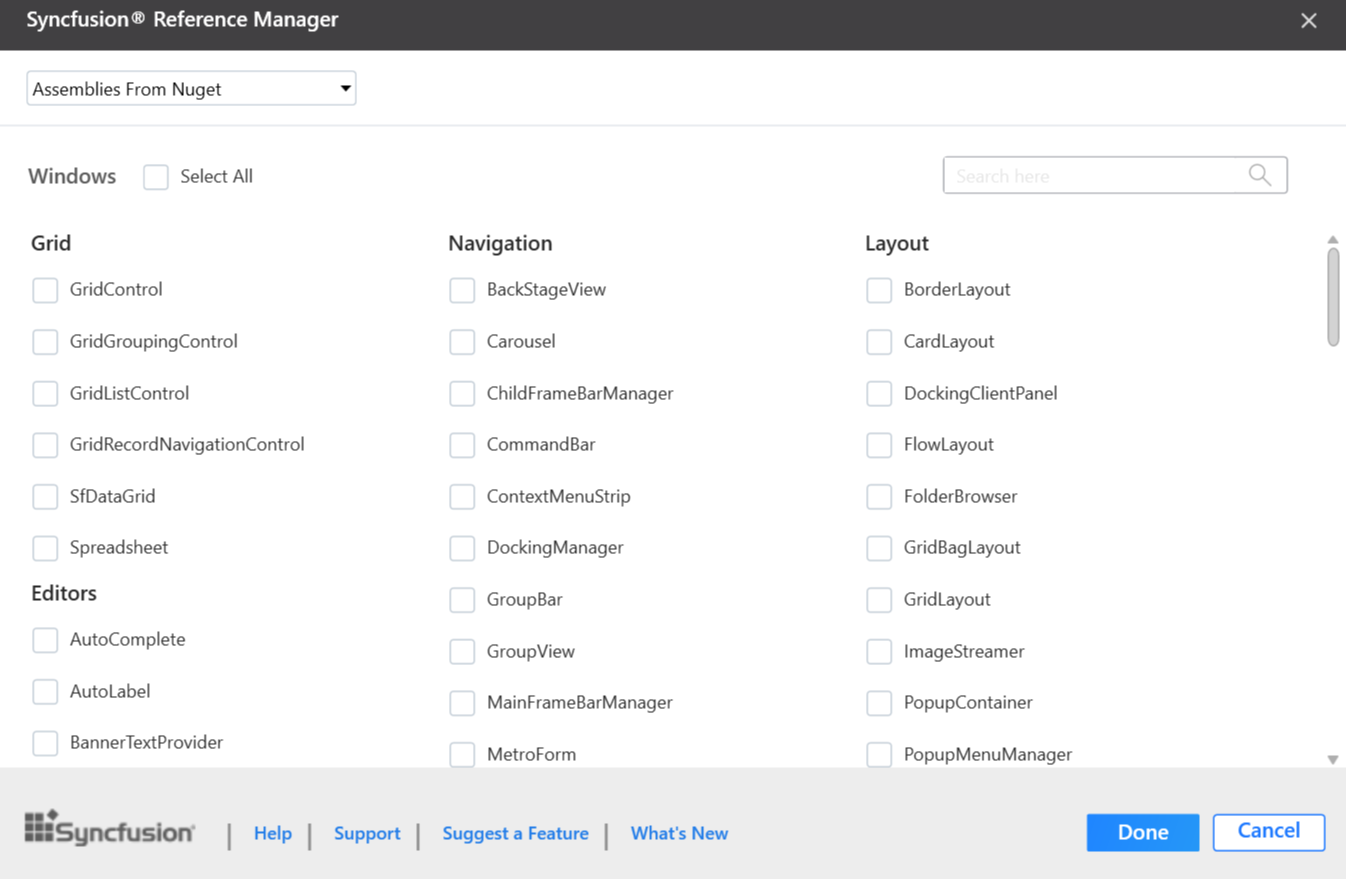 Syncfusion® Reference Manager
Assemblies From Nuget
Windows
Select All
Search here
Grid
GridControl
GridGroupingControl
GridListControl
GridRecordNavigationControl
SfDataGrid
Spreadsheet
Editors
AutoComplete
AutoLabel
BannerTextProvider
Navigation
BackStageView
Carousel
ChildFrameBarManager
CommandBar
ContextMenuStrip
DockingManager
GroupBar
GroupView
MainFrameBarManager
MetroForm
Layout
BorderLayout
CardLayout
DockingClientPanel
FlowLayout
FolderBrowser
GridBagLayout
GridLayout
ImageStreamer
PopupContainer
PopupMenuManager
Syncfusion®
| Help | Support | Suggest a Feature | What's New
Done
Cancel